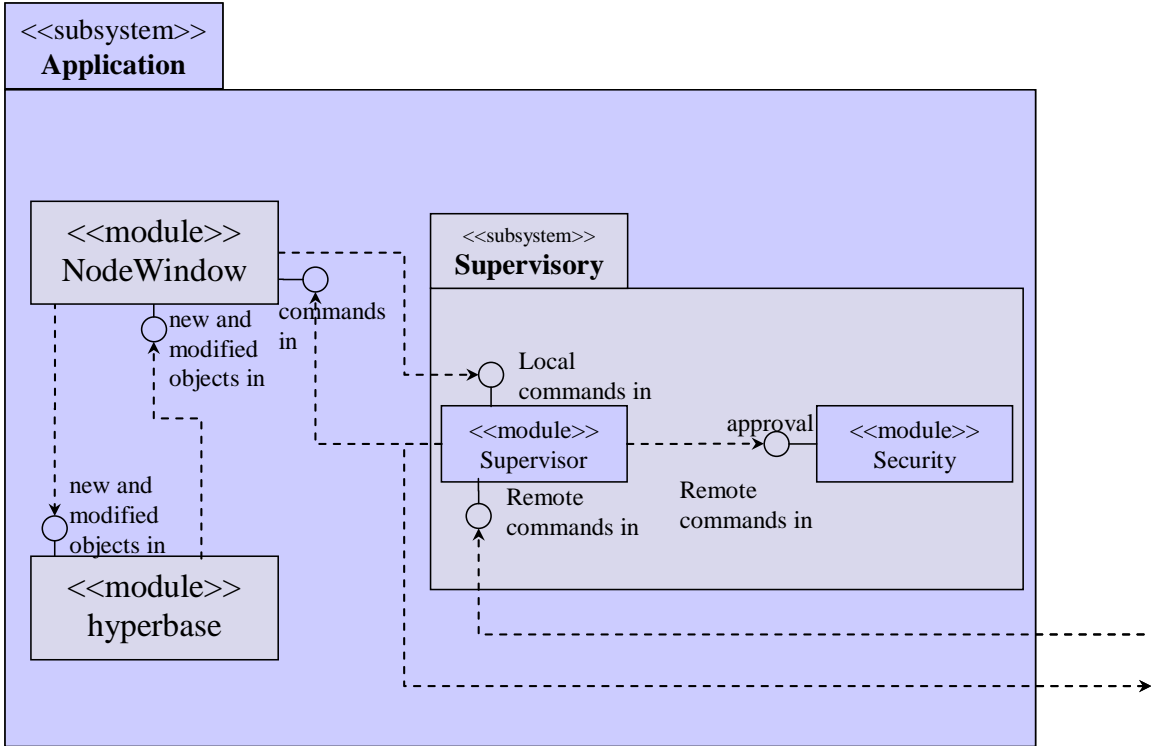 <<subsystem>>
Application
<<module>>
NodeWindow
commands
in
new and
modified
objects in
<<subsystem>>
Supervisory
Local
commands in
<<module>>
Supervisor
approval
<<module>>
Security
Remote
commands in
Remote
commands in
new and
modified
objects in
<<module>>
hyperbase